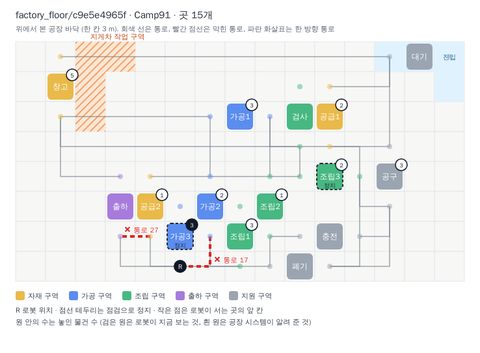 factory_floor/c9e5e4965f · Camp91 · 곳 15개
위에서 본 공장 바닥 (한 칸 3 m). 회색 선은 통로, 빨간 점선은 막힌 통로, 파란 화살표는 한 방향 통로
지게차 작업 구역
대기
진입
창고 5
가공1 3
검사
공급1 2
조립3 2
정지
공구 3
출하
공급2 1
가공2 2
조립2 1
가공3 3
정지
조립1 3
충전
✕ 통로 27
✕ 통로 17
R
폐기
자재 구역
가공 구역
조립 구역
출하 구역
지원 구역
R 로봇 위치 · 점선 테두리는 점검으로 정지 · 작은 점은 로봇이 서는 곳의 앞 칸
원 안의 수는 놓인 물건 수 (검은 원은 로봇이 지금 보는 것, 흰 원은 공장 시스템이 알려 준 것)